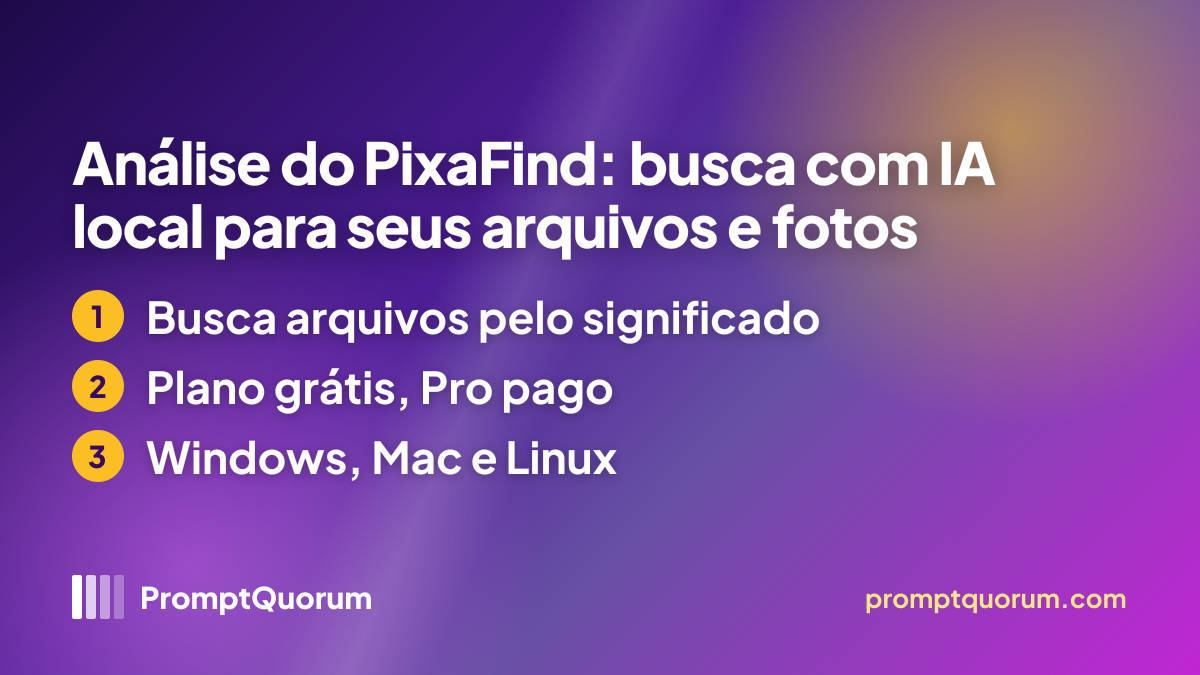 Análise do PixaFind: busca com IA
local para seus arquivos e fotos
1 Busca arquivos pelo significado
2 Plano grátis, Pro pago
3 Windows, Mac e Linux
PromptQuorum
promptquorum.com